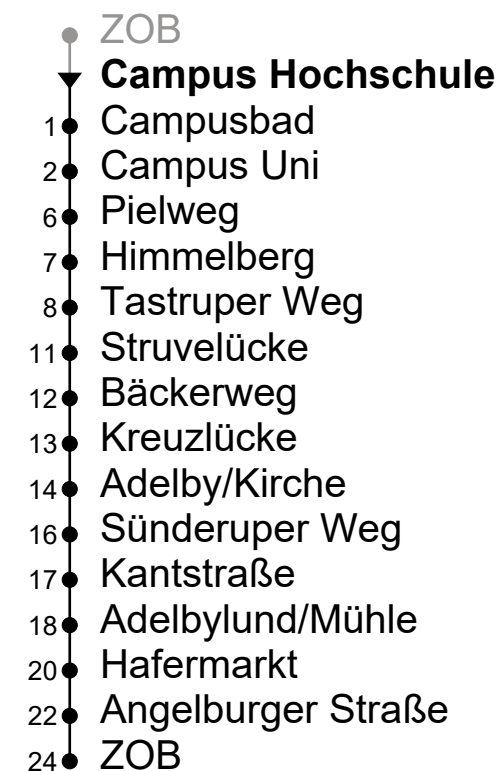 ZOB
Campus Hochschule
1 Campusbad
2 Campus Uni
6 Pielweg
7 Himmelberg
8 Tastruper Weg
11 Struvelücke
12 Bäckerweg
13 Kreuzlücke
14 Adelby/Kirche
16 Sünderuper Weg
17 Kantstraße
18 Adelbylund/Mühle
20 Hafermarkt
22 Angelburger Straße
24 ZOB